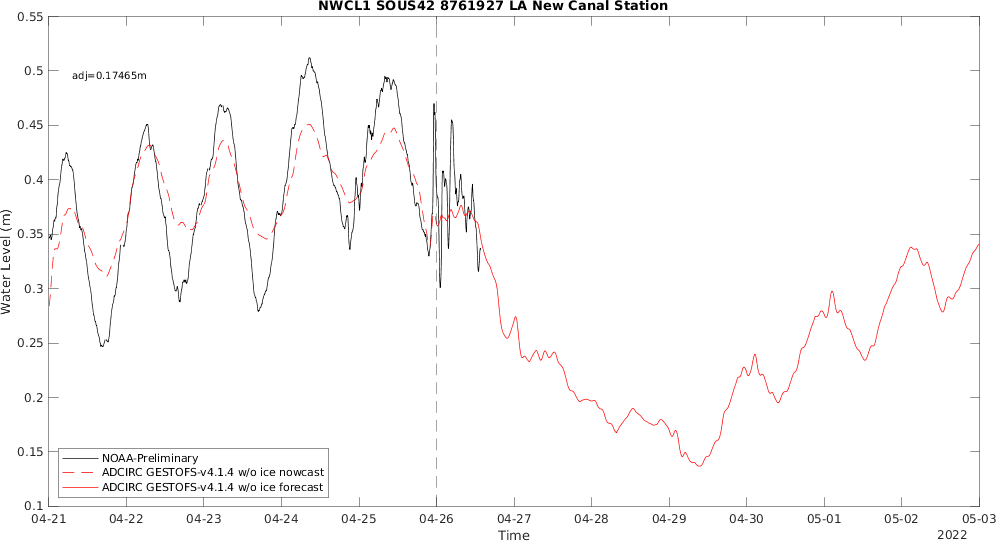 NWCL1 SOUS42 8761927 LA New Canal Station
0.55
0.5
0.45
0.4
0.35
0.3
0.25
0.2
0.15
0.1
Water Level (m)
adj=0.17465m
NOAA-Preliminary
ADCIRC GESTOFS-v4.1.4 w/o ice nowcast
ADCIRC GESTOFS-v4.1.4 w/o ice forecast
04-21 04-22 04-23 04-24 04-25 04-26 04-27 04-28 04-29 04-30 05-01 05-02 05-03
Time
2022